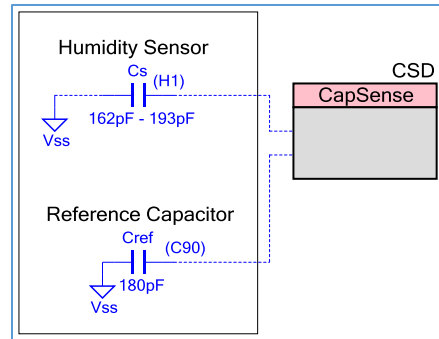 Humidity Sensor
Cs
(H1)
162pF - 193pF
Vss
CSD
CapSense
Reference Capacitor
Cref
(C90)
180pF
Vss